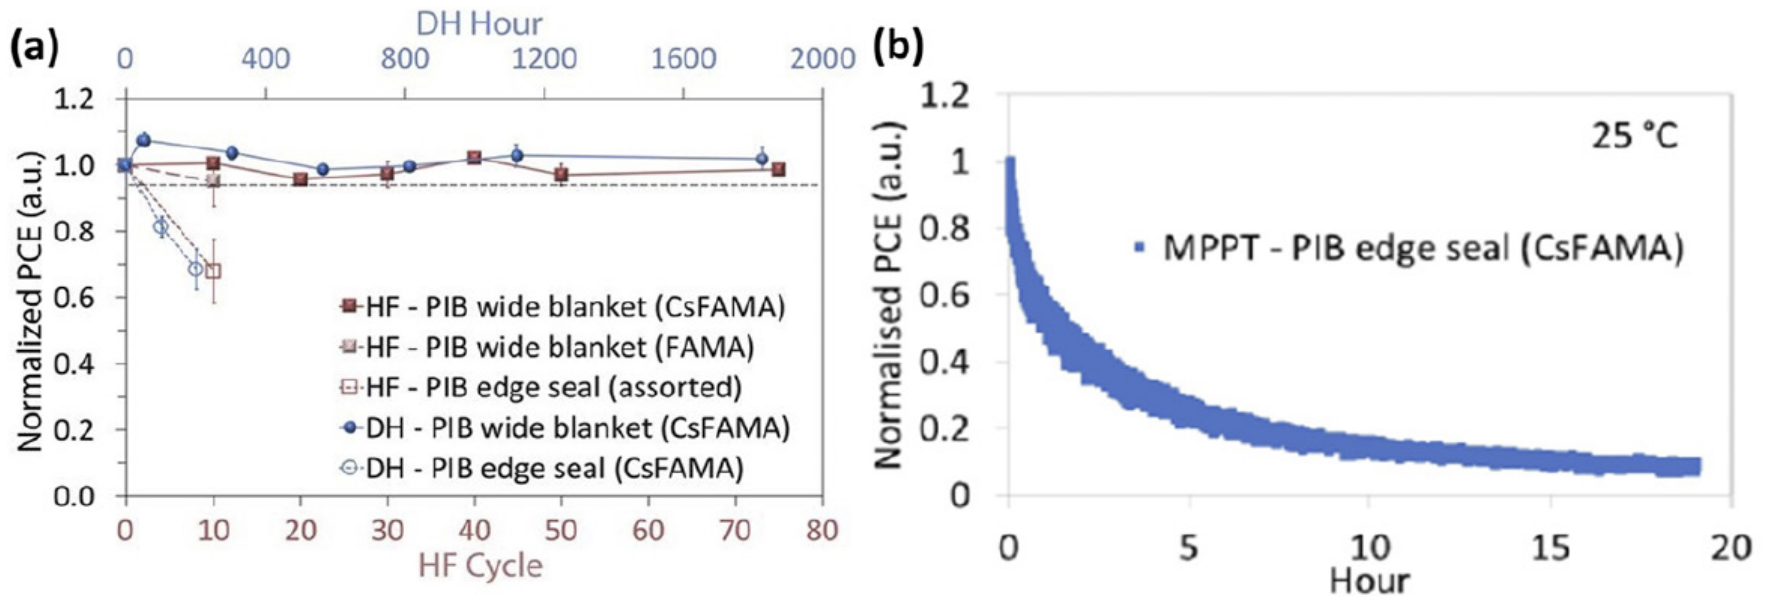 (a)
DH Hour
0 400 800 1200 1600 2000
1.2
1.0
0.8
0.6
0.4
0.2
0.0
Normalized PCE (a.u.)
HF - PIB wide blanket (CsFAMA)
HF - PIB wide blanket (FAMA)
HF - PIB edge seal (assorted)
DH - PIB wide blanket (CsFAMA)
DH - PIB edge seal (CsFAMA)
0 10 20 30 40 50 60 70 80
HF Cycle
(b)
1.2
1
0.8
0.6
0.4
0.2
0
Normalised PCE (a.u.)
25 °C
MPPT - PIB edge seal (CsFAMA)
0 5 10 15 20
Hour